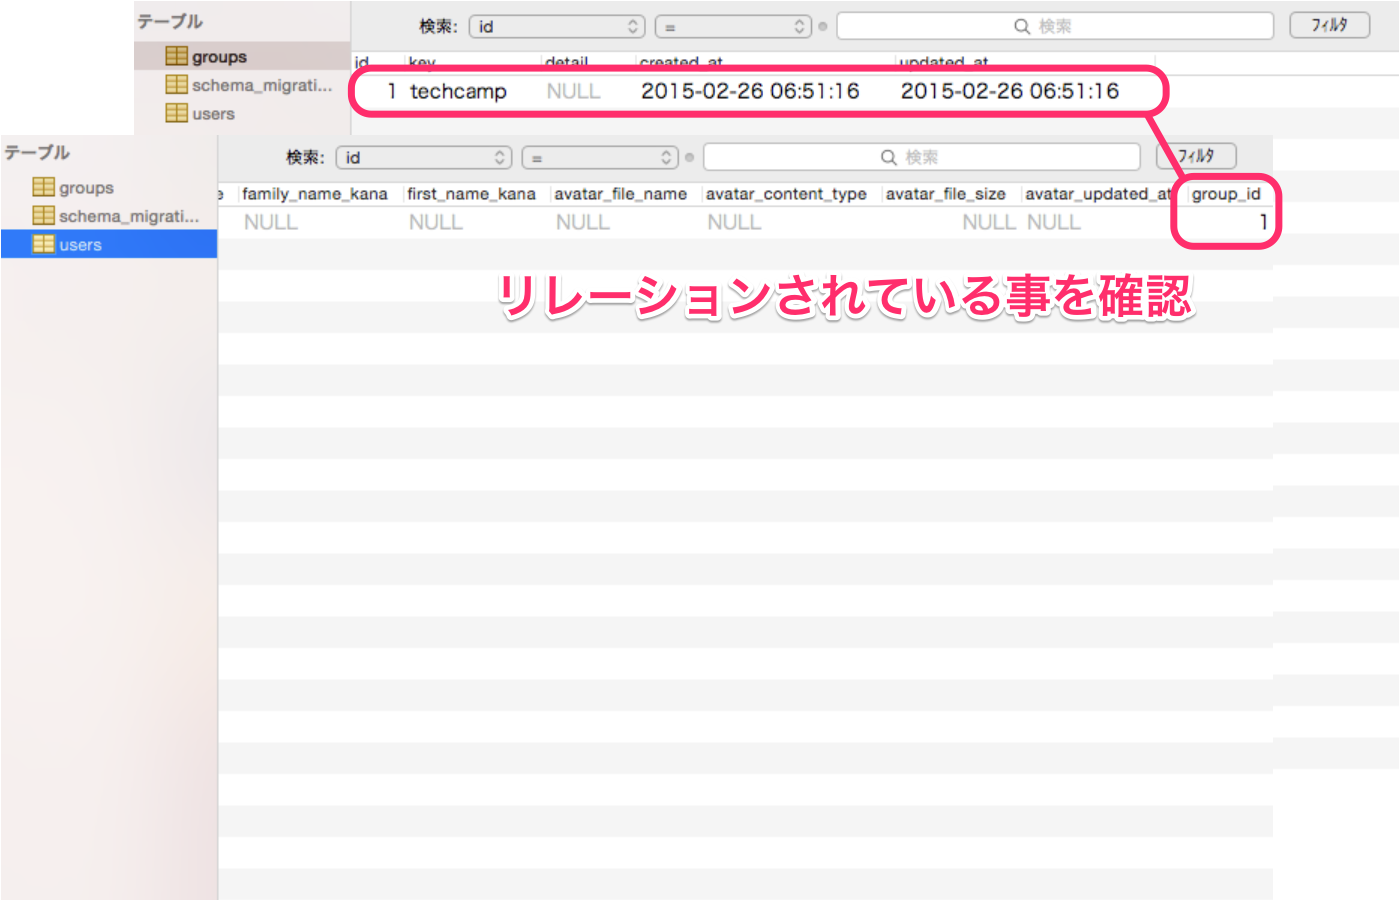 テーブル
groups
schema_migrati...
users
検索: id = 検索 フィルタ
id key detail created_at updated_at
1 techcamp NULL 2015-02-26 06:51:16 2015-02-26 06:51:16
テーブル
groups
schema_migrati...
users
検索: id = 検索 フィルタ
e family_name_kana first_name_kana avatar_file_name avatar_content_type avatar_file_size avatar_updated_at group_id
NULL NULL NULL NULL NULL NULL 1
リレーションされている事を確認